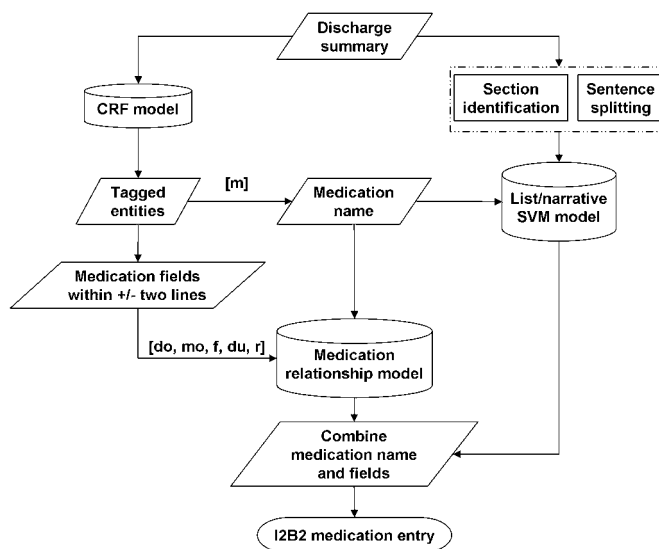 Discharge
summary
CRF model
Section
identification
Sentence
splitting
Tagged
entities
[m]
Medication
name
List/narrative
SVM model
Medication fields
within +/- two lines
[do, mo, f, du, r]
Medication
relationship model
Combine
medication name
and fields
I2B2 medication entry